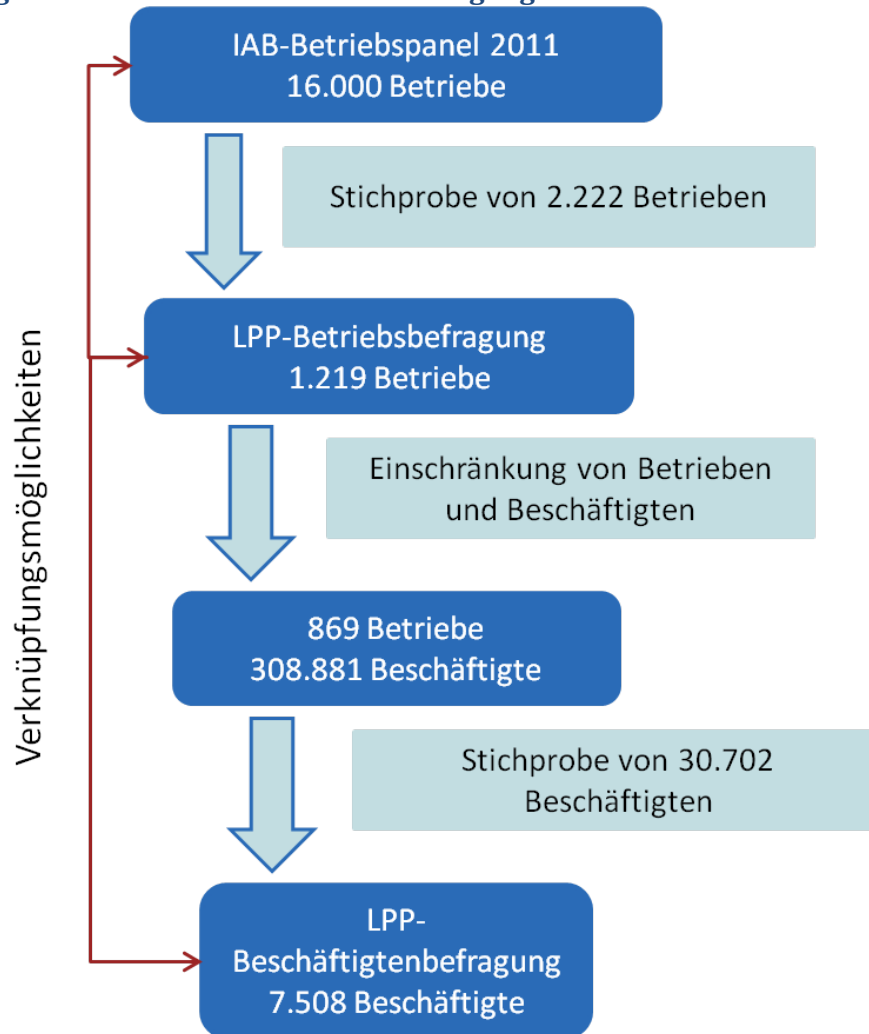 IAB-Betriebspanel 2011
16.000 Betriebe
Stichprobe von 2.222 Betrieben
LPP-Betriebsbefragung
1.219 Betriebe
Einschränkung von Betrieben
und Beschäftigten
869 Betriebe
308.881 Beschäftigte
Stichprobe von 30.702
Beschäftigten
LPP-
Beschäftigtenbefragung
7.508 Beschäftigte
Verknüpfungsmöglichkeiten